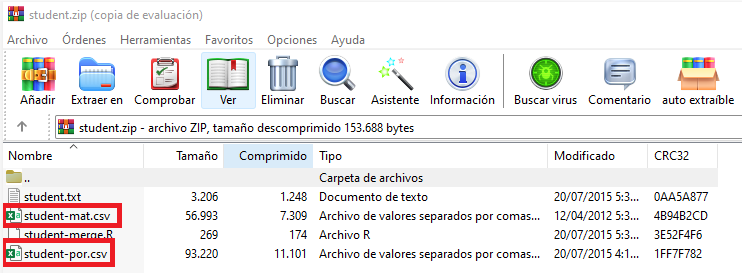 student.zip (copia de evaluación)
Archivo Órdenes Herramientas Favoritos Opciones Ayuda
Añadir Extraer en Comprobar Ver Eliminar Buscar Asistente Información Buscar virus Comentario auto extraíble
student.zip - archivo ZIP, tamaño descomprimido 153.688 bytes
Nombre Tamaño Comprimido Tipo Modificado CRC32
.. Carpeta de archivos
student.txt 3.206 1.248 Documento de texto 20/07/2015 5:3... 0AA5A877
student-mat.csv 56.993 7.309 Archivo de valores separados por comas... 12/04/2012 5:3... 4B94B2CD
student-merge.R 269 174 Archivo R 20/07/2015 5:3... 3E52F4F6
student-por.csv 93.220 11.101 Archivo de valores separados por comas... 20/07/2015 4:1... 1FF7F782